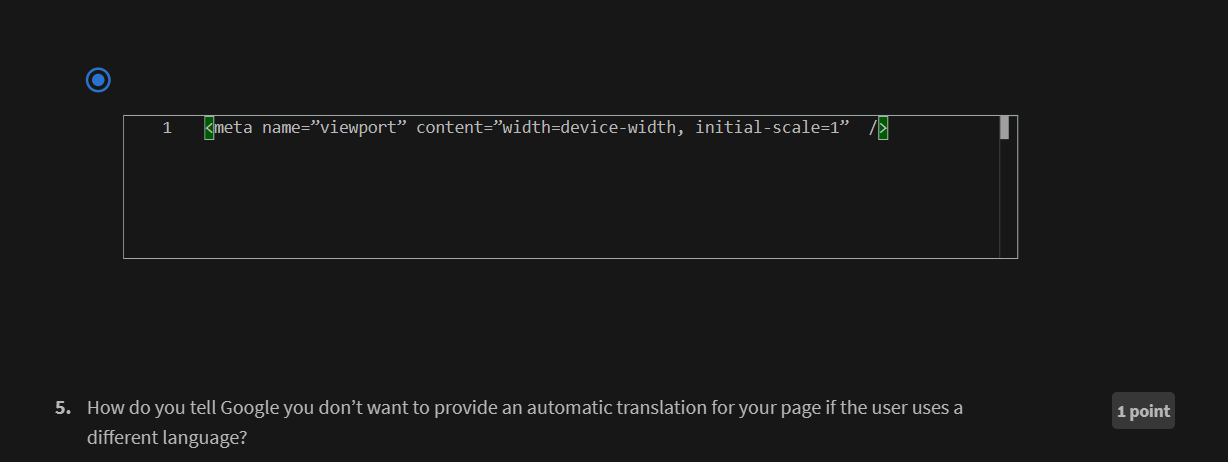 1 <meta name=”viewport” content=”width=device-width, initial-scale=1”  />
5. How do you tell Google you don’t want to provide an automatic translation for your page if the user uses a
1 point
different language?